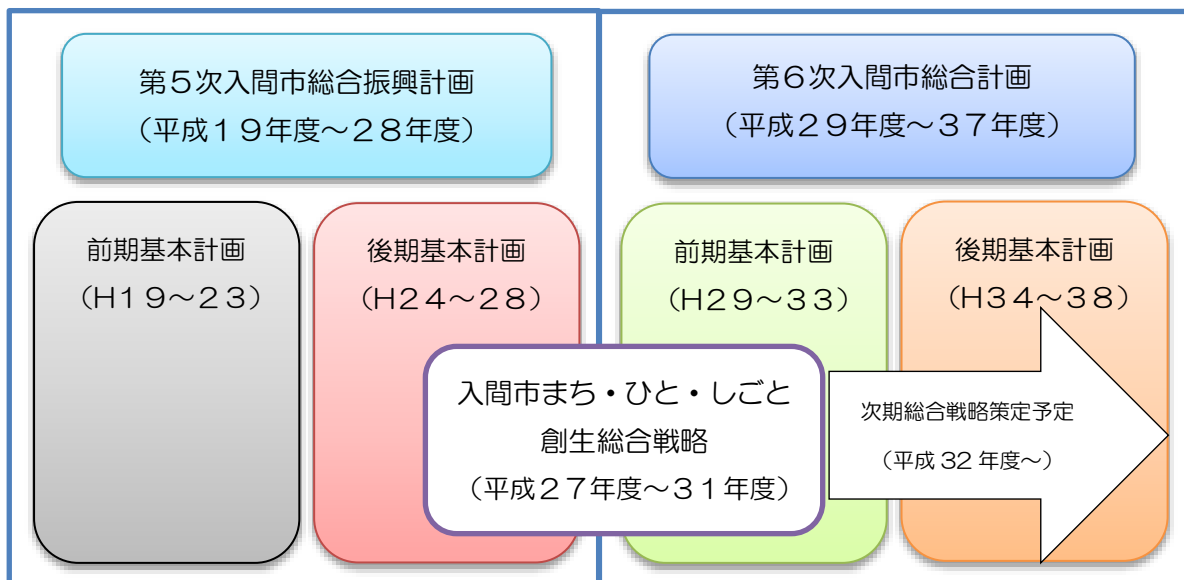 第５次入間市総合振興計画
（平成１９年度～２８年度）
第６次入間市総合計画
（平成２９年度～３７年度）
前期基本計画
（Ｈ１９～２３）
後期基本計画
（Ｈ２４～２８）
前期基本計画
（Ｈ２９～３３）
後期基本計画
（Ｈ３４～３８）
入間市まち・ひと・しごと
創生総合戦略
（平成２７年度～３１年度）
次期総合戦略策定予定
（平成 32 年度～）